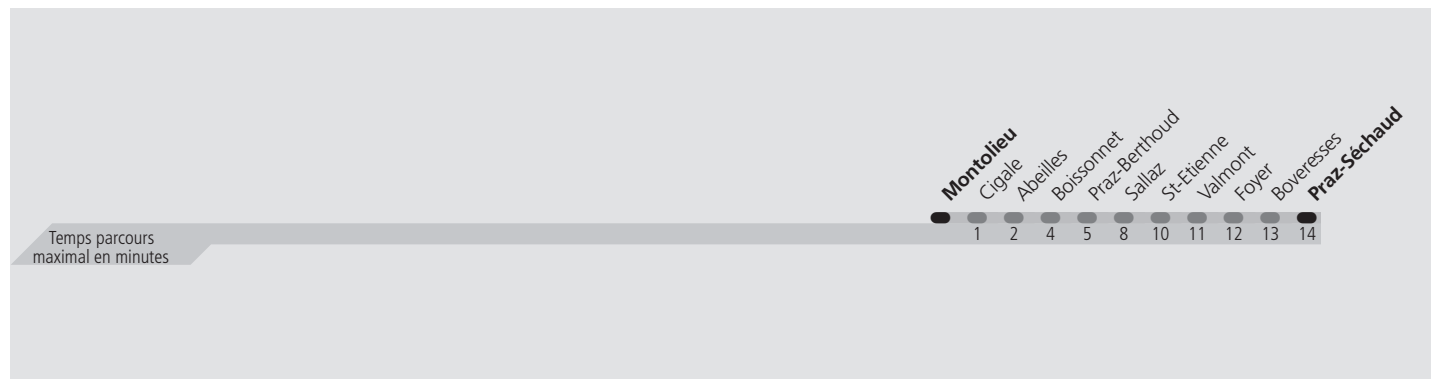 Montolieu
Cigale
Abeilles
Boissonnet
Praz-Berthoud
Sallaz
St-Etienne
Valmont
Foyer
Boveresses
Praz-Séchaud
1 2 4 5 8 10 11 12 13 14
Temps parcours
maximal en minutes